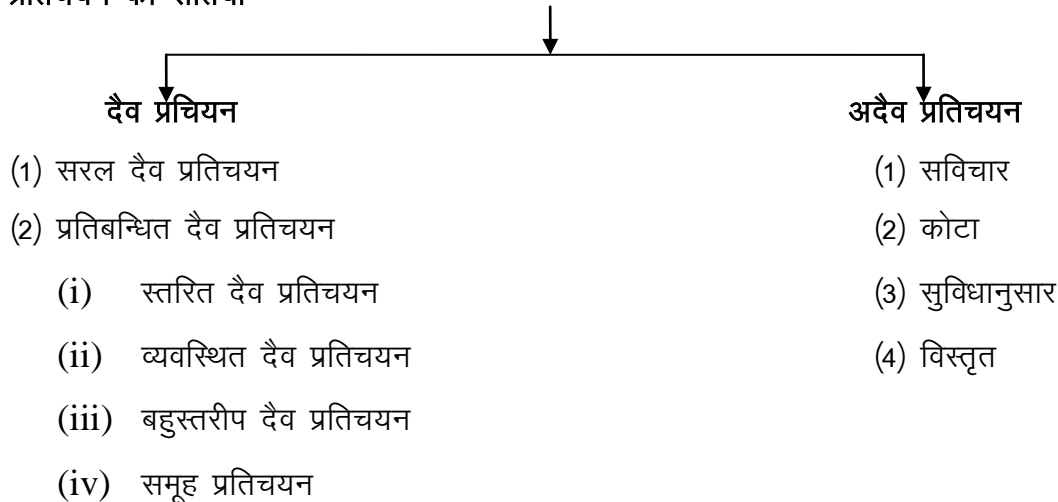 दैव प्रचियन
अदैव प्रतिचयन
(1) सरल दैव प्रतिचयन
(1) सविचार
(2) प्रतिबन्धित दैव प्रतिचयन
(2) कोटा
(i) स्तरित दैव प्रतिचयन
(3) सुविधानुसार
(ii) व्यवस्थित दैव प्रतिचयन
(4) विस्तृत
(iii) बहुस्तरीप दैव प्रतिचयन
(iv) समूह प्रतिचयन